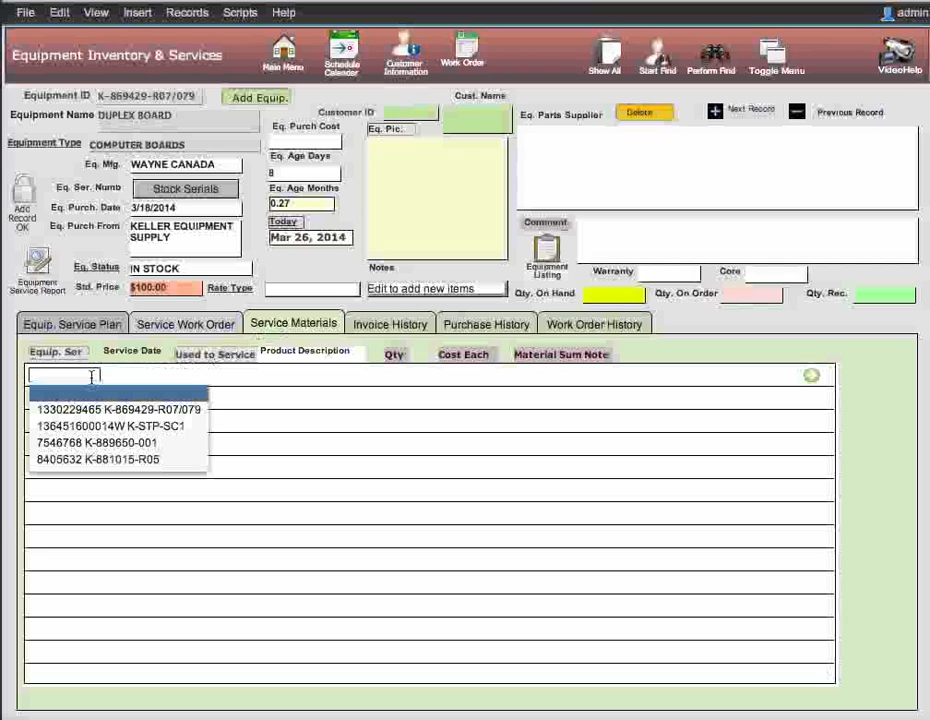 File Edit View Insert Records Scripts Help admin
Equipment Inventory & Services
Main Menu
Schedule Calender
Customer Information
Work Order
Show All
Start Find
Perform Find
Toggle Menu
VideoHelp
Equipment ID K-869429-R07/079 Add Equip.
Equipment Name DUPLEX BOARD
Equipment Type COMPUTER BOARDS
Eq. Mfg. WAYNE CANADA
Eq. Ser. Numb Stock Serials
Eq. Purch. Date 3/18/2014
Eq. Purch From KELLER EQUIPMENT
SUPPLY
Eq. Status IN STOCK
Std. Price $100.00 Rate Type
Add
Record
OK
Equipment
Service Report
Customer ID
Cust. Name
Eq. Purch Cost
Eq. Age Days
8
Eq. Age Months
0.27
Today
Mar 26, 2014
Eq. Pic.
Notes
Edit to add new items
Eq. Parts Supplier Delete Next Record Previous Record
Comment
Equipment
Listing
Warranty Core
Qty. On Hand Qty. On Order Qty. Rec.
Equip. Service Plan Service Work Order Service Materials Invoice History Purchase History Work Order History
Equip. Ser Service Date Used to Service Product Description Qty Cost Each Material Sum Note
1330229465 K-869429-R07/079
136451600014W K-STP-SC1
7546768 K-889650-001
8405632 K-881015-R05